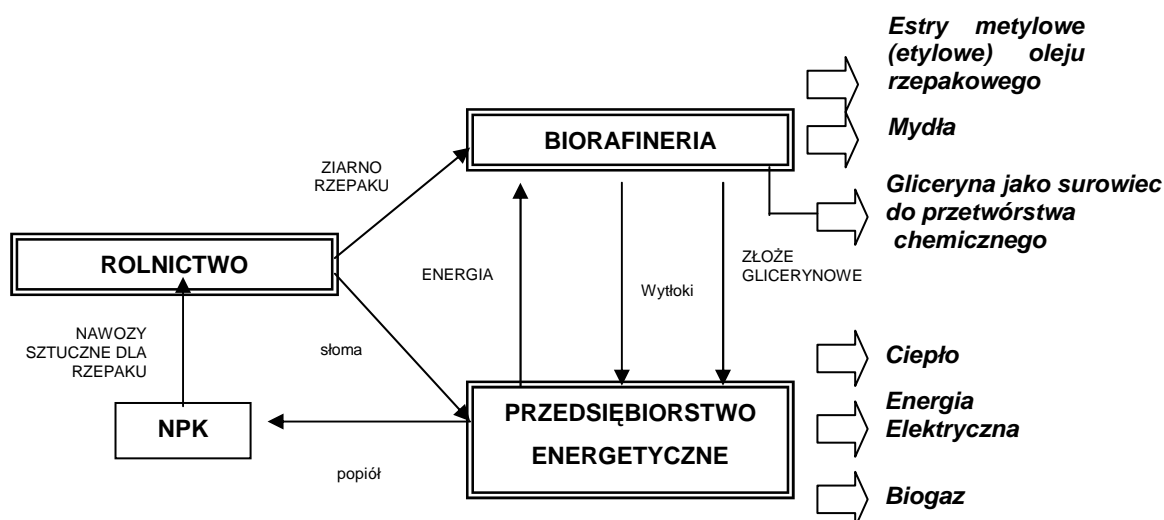 Estry metylowe
(etylowe) oleju
rzepakowego
BIORAFINERIA
Mydła
ZIARNO
RZEPAKU
Gliceryna jako surowiec
do przetwórstwa
chemicznego
ROLNICTWO
ENERGIA
Wytłoki
ZŁOŻE
GLICERYNOWE
NAWOZY
SZTUCZNE DLA
RZEPAKU
słoma
Ciepło
NPK
PRZEDSIĘBIORSTWO
ENERGETYCZNE
Energia
Elektryczna
popiół
Biogaz